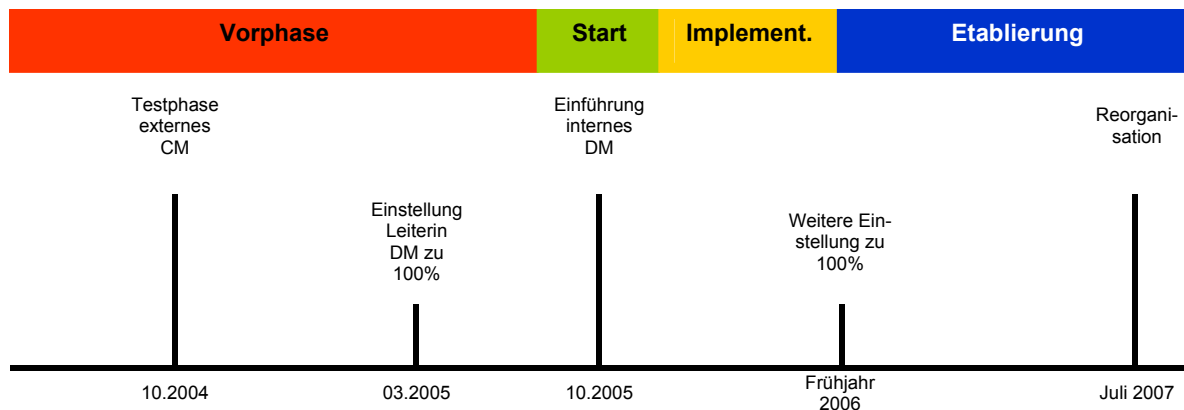 Vorphase
Start
Implement.
Etablierung
Testphase
externes
CM
Einstellung
Leiterin
DM zu
100%
Einführung
internes
DM
Weitere Ein-
stellung zu
100%
Reorgani-
sation
10.2004
03.2005
10.2005
Frühjahr
2006
Juli 2007